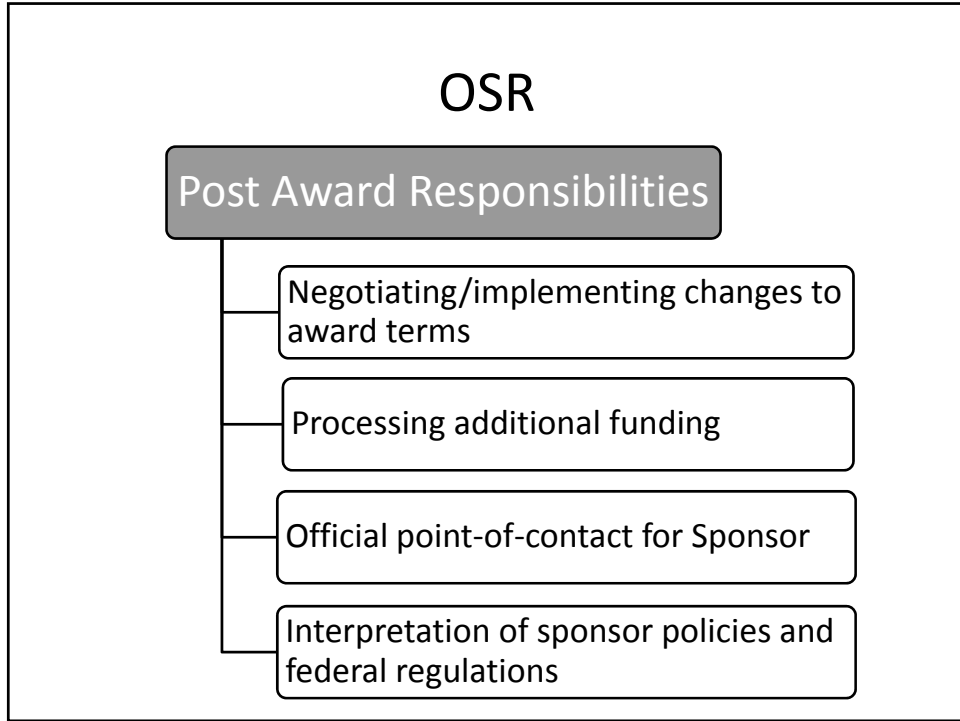 OSR
Post Award Responsibilities
Negotiating/implementing changes to
award terms
Processing additional funding
Official point-of-contact for Sponsor
Interpretation of sponsor policies and
federal regulations